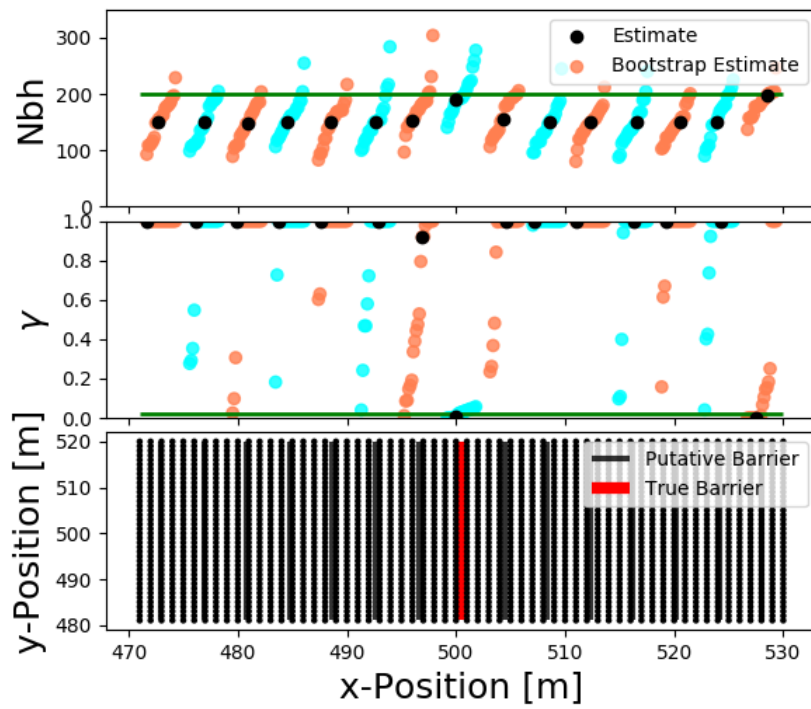 Nbh
300
200
100
0
Estimate
Bootstrap Estimate
γ
1.0
0.8
0.6
0.4
0.2
0.0
y-Position [m]
520
510
500
490
480
Putative Barrier
True Barrier
470 480 490 500 510 520 530
x-Position [m]